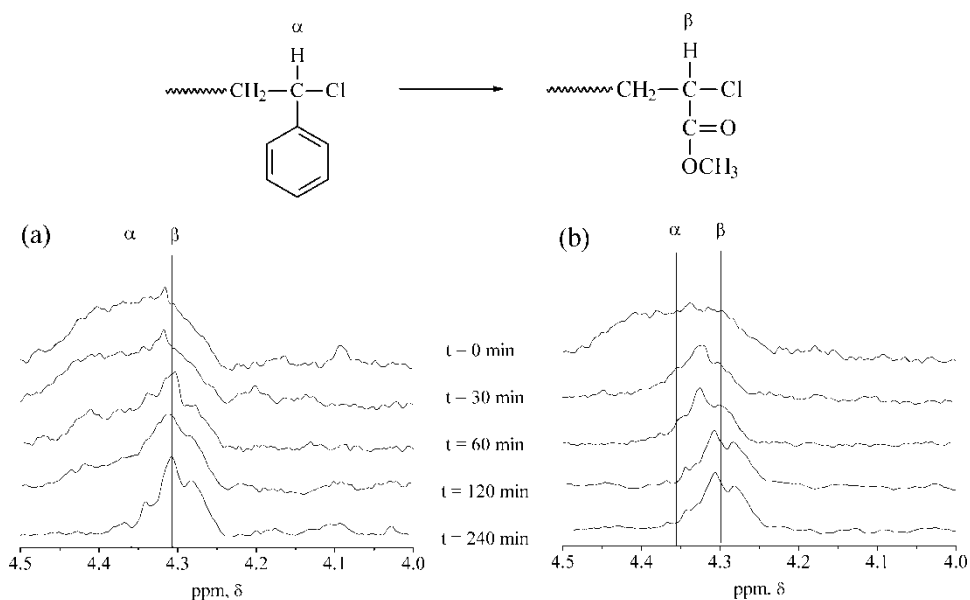 α
β
H
H
CH2
C
Cl
CH2
C
Cl
C=O
OCH3
(a)
α
β
(b)
α
β
t – 0 min
t – 30 min
t – 60 min
t = 120 min
t = 240 min
4.5 4.4 4.3 4.2 4.1 4.0
4.5 4.4 4.3 4.2 4.1 4.0
ppm, δ
ppm. δ